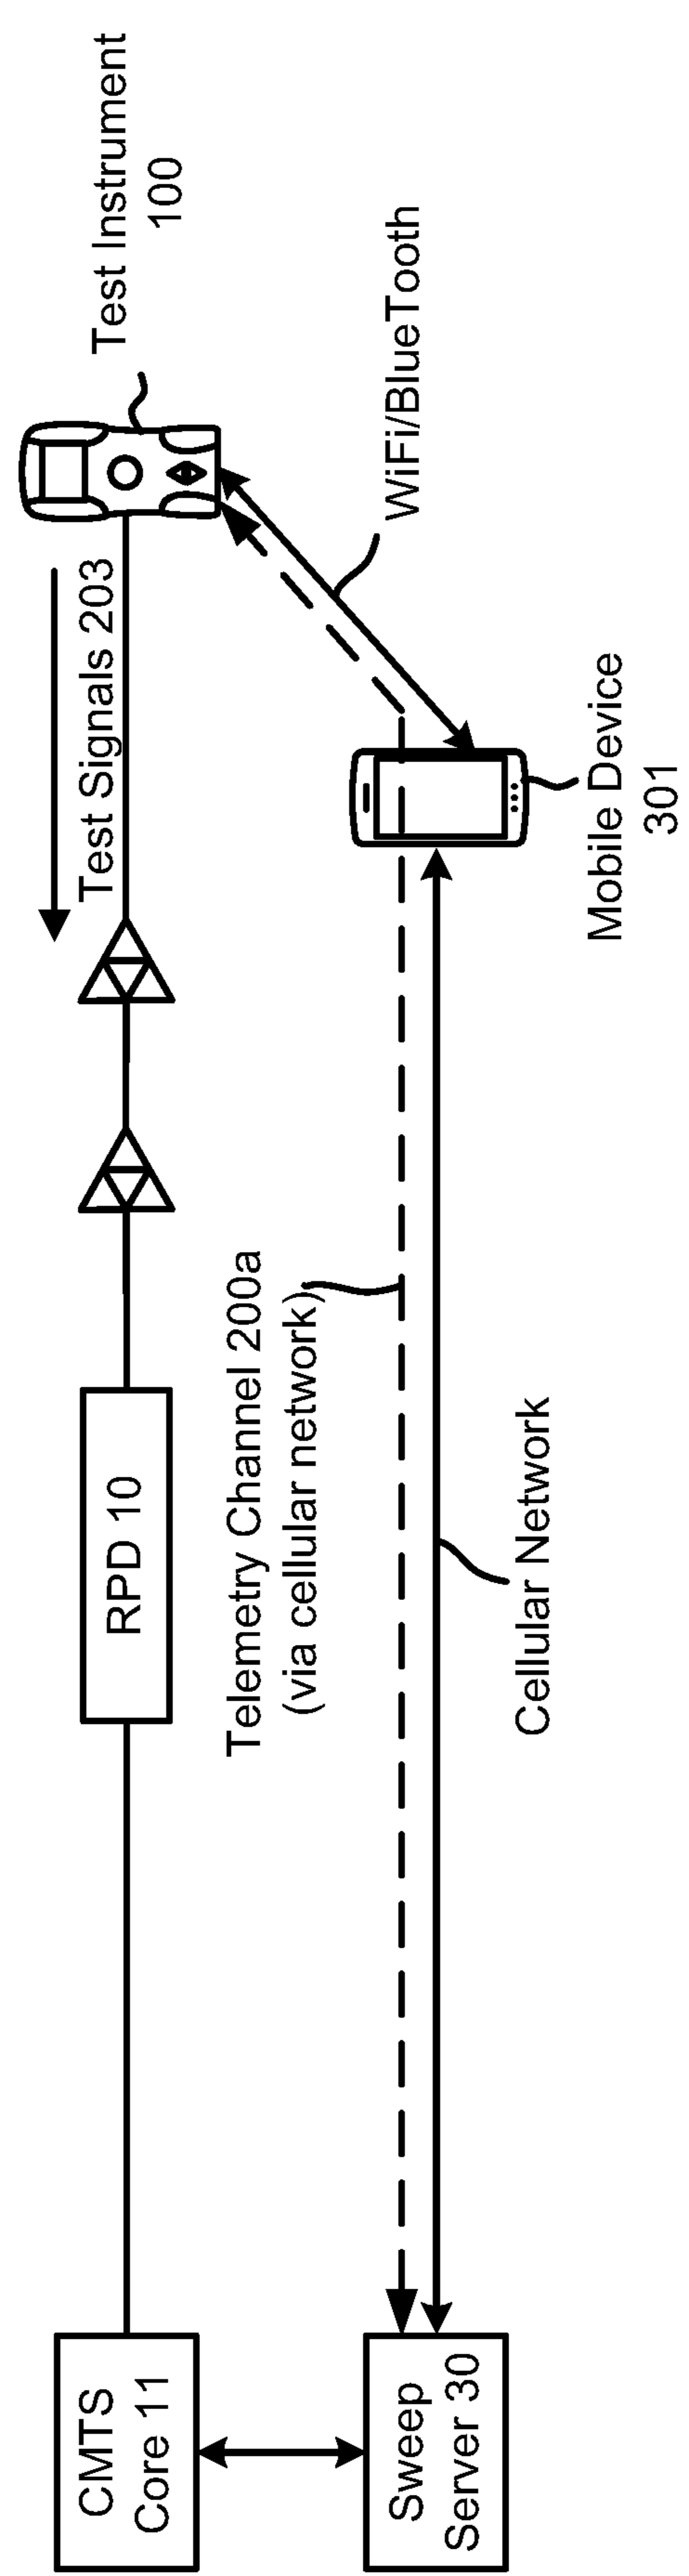 CMTS
Core 11
RPD 10
Test Signals 203
Test Instrument
100
Sweep
Server 30
Telemetry Channel 200a
(via cellular network)
Cellular Network
WiFi/BlueTooth
Mobile Device
301